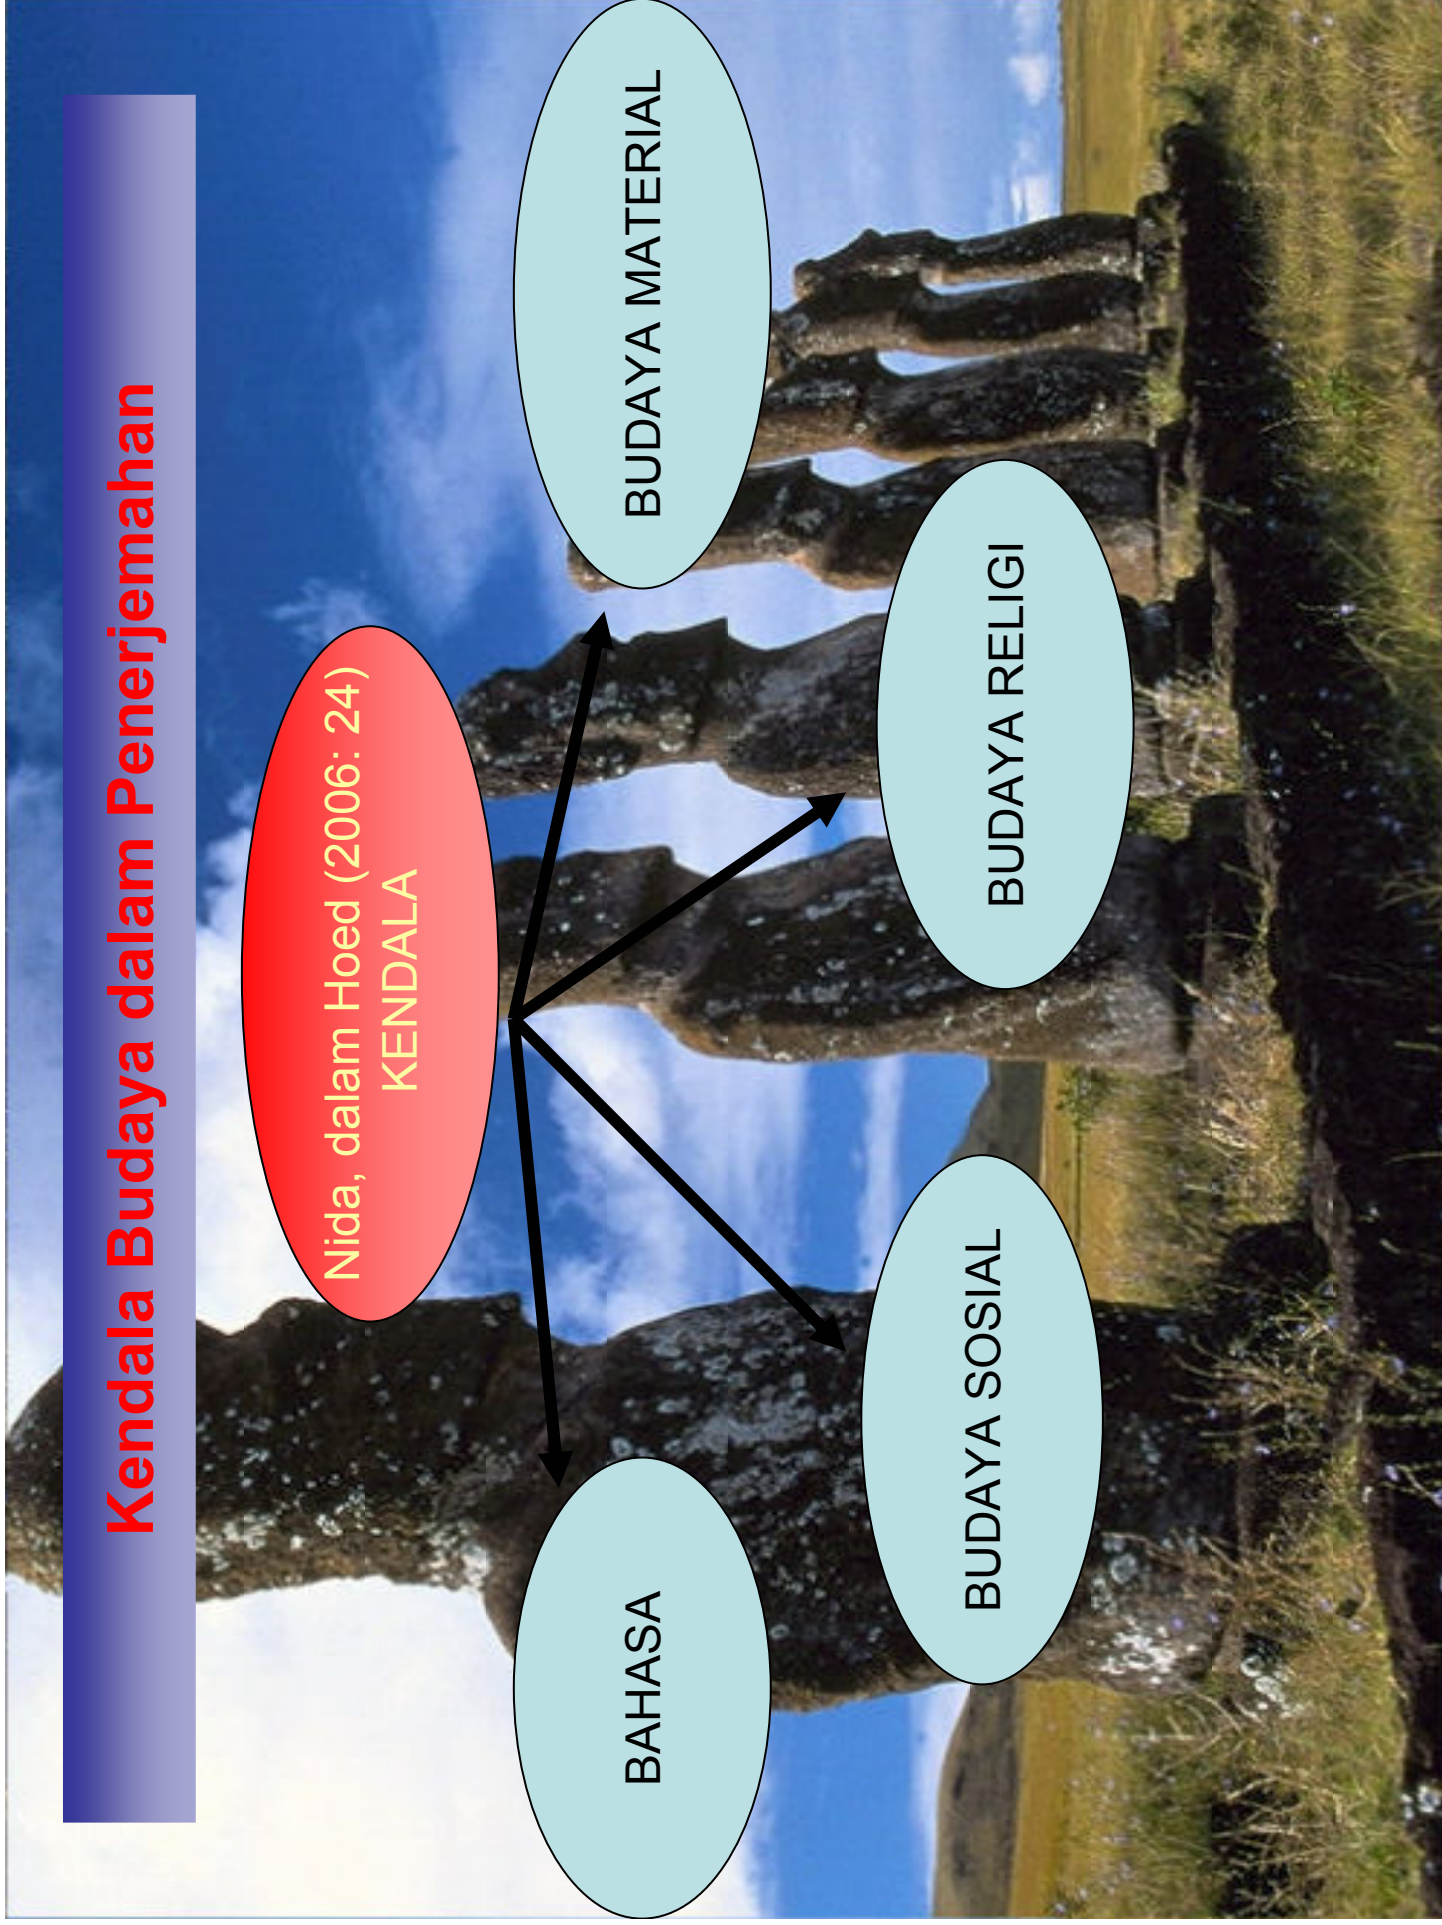 Kendala Budaya dalam Penerjemahan
Nida, dalam Hoed (2006: 24)
KENDALA
BAHASA
BUDAYA SOSIAL
BUDAYA RELIGI
BUDAYA MATERIAL